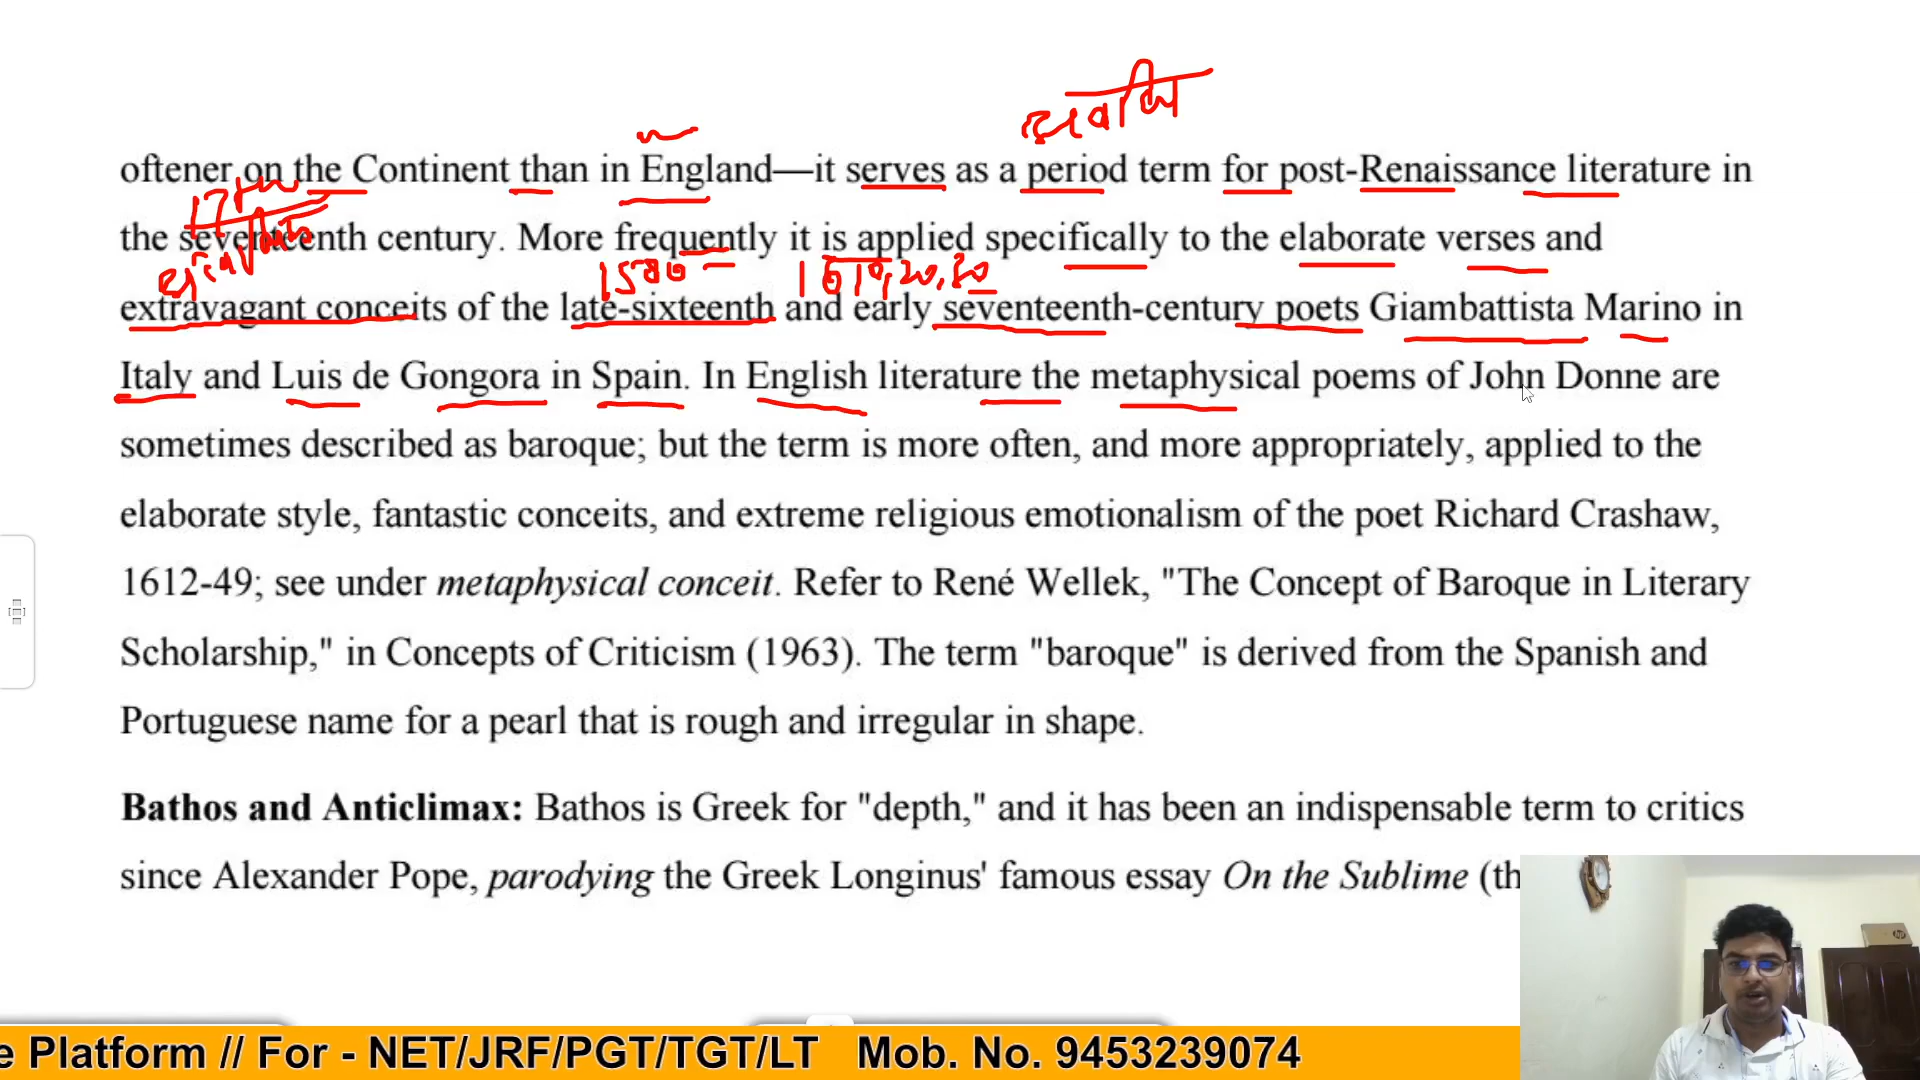 oftener on the Continent than in England—it serves as a period term for post-Renaissance literature in
17th
the seventeenth century. More frequently it is applied specifically to the elaborate verses and
1580 1610,20,30
extravagant conceits of the late-sixteenth and early seventeenth-century poets Giambattista Marino in
Italy and Luis de Gongora in Spain. In English literature the metaphysical poems of John Donne are
sometimes described as baroque; but the term is more often, and more appropriately, applied to the
elaborate style, fantastic conceits, and extreme religious emotionalism of the poet Richard Crashaw,
1612-49; see under metaphysical conceit. Refer to René Wellek, "The Concept of Baroque in Literary
Scholarship," in Concepts of Criticism (1963). The term "baroque" is derived from the Spanish and
Portuguese name for a pearl that is rough and irregular in shape.
Bathos and Anticlimax: Bathos is Greek for "depth," and it has been an indispensable term to critics
since Alexander Pope, parodying the Greek Longinus' famous essay On the Sublime (th
e Platform // For - NET/JRF/PGT/TGT/LT Mob. No. 9453239074